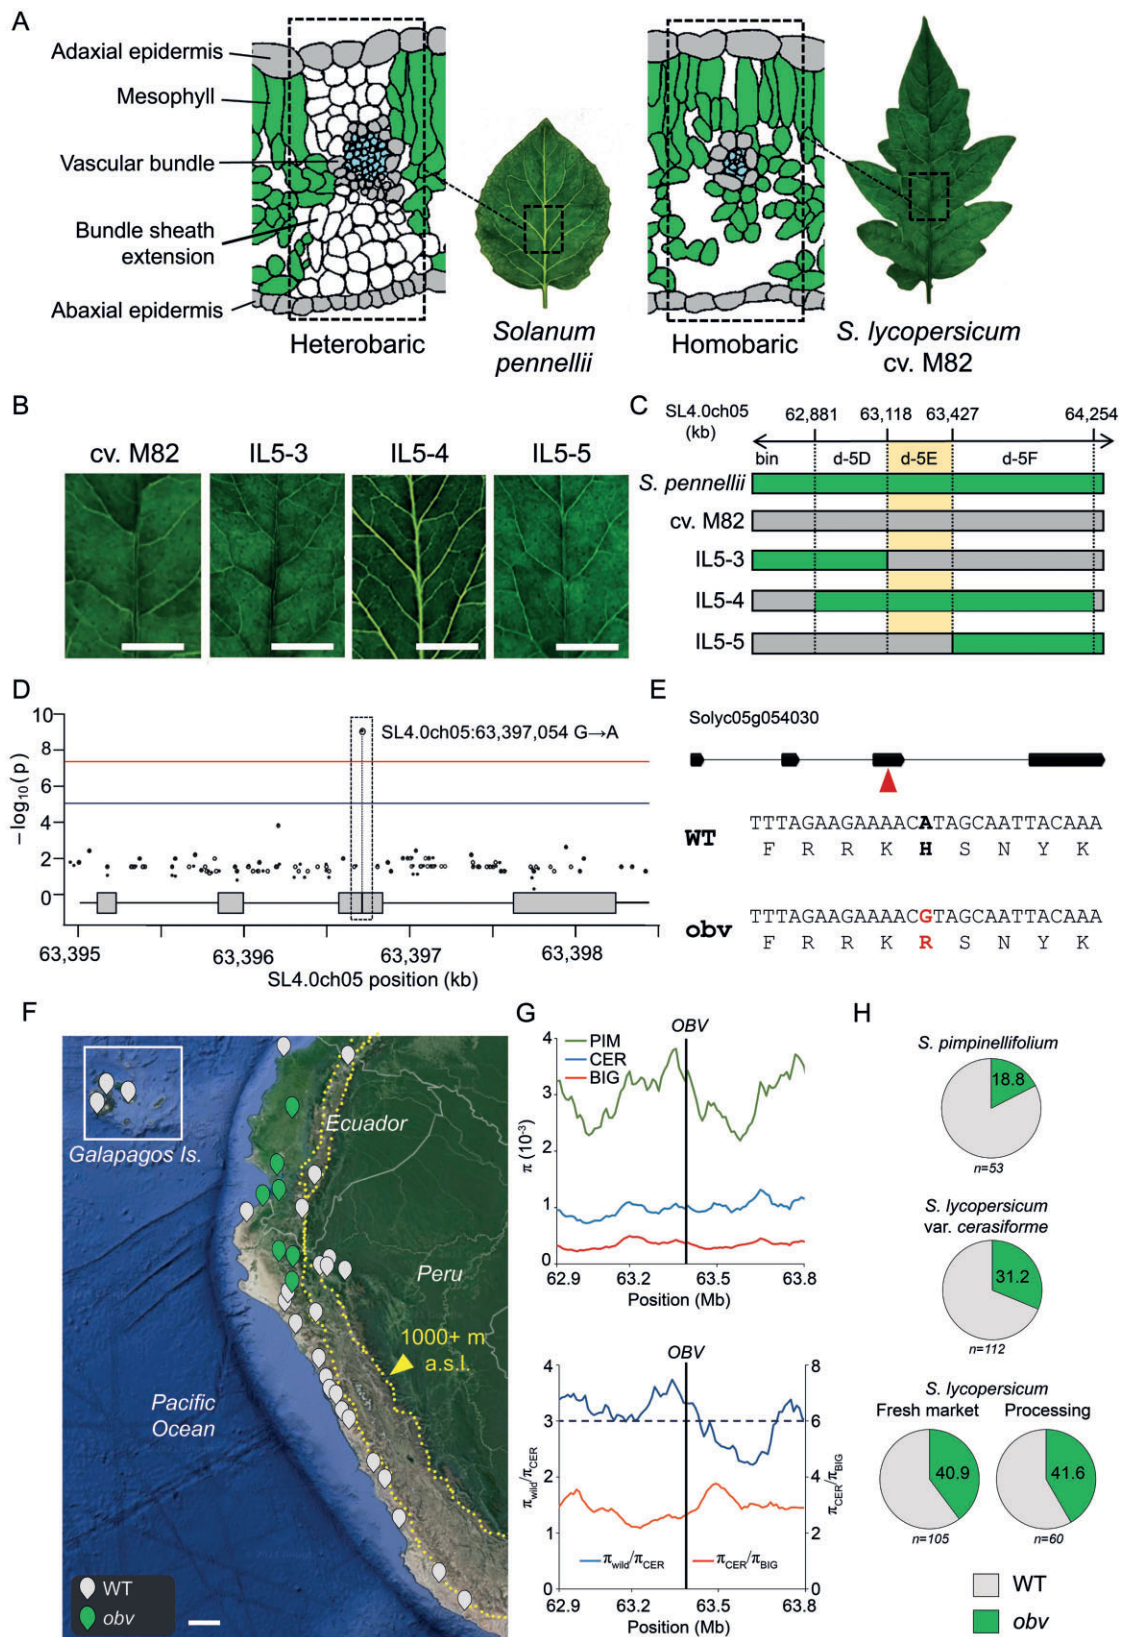 A
Adaxial epidermis
Mesophyll
Vascular bundle
Bundle sheath
extension
Abaxial epidermis
Heterobaric
Solanum
pennellii
Homobaric
S. lycopersicum
cv. M82
B
cv. M82
IL5-3
IL5-4
IL5-5
C
SL4.0ch05
(kb)
62,881
63,118
63,427
64,254
bin
d-5D
d-5E
d-5F
S. pennellii
cv. M82
IL5-3
IL5-4
IL5-5
D
10
8
6
4
2
0
−log10(p)
SL4.0ch05:63,397,054 G→A
63,395
63,396
63,397
63,398
SL4.0ch05 position (kb)
E
Solyc05g054030
WT
TTTAGAAGAAAACATAGCAATTACAAA
F R R K H S N Y K
obv
TTTAGAAGAAAACGTAGCAATTACAAA
F R R K R S N Y K
F
Galapagos Is.
Ecuador
Peru
1000+ m
a.s.l.
Pacific
Ocean
WT
obv
G
OBV
PIM
CER
BIG
4
3
2
1
0
π (10⁻³)
62.9
63.2
63.5
63.8
Position (Mb)
OBV
4
3
2
1
0
πwild/πCER
8
6
4
2
0
πCER/πBIG
πwild/πCER
πCER/πBIG
62.9
63.2
63.5
63.8
Position (Mb)
H
S. pimpinellifolium
18.8
n=53
S. lycopersicum
var. cerasiforme
31.2
n=112
S. lycopersicum
Fresh market
Processing
40.9
41.6
n=105
n=60
WT
obv